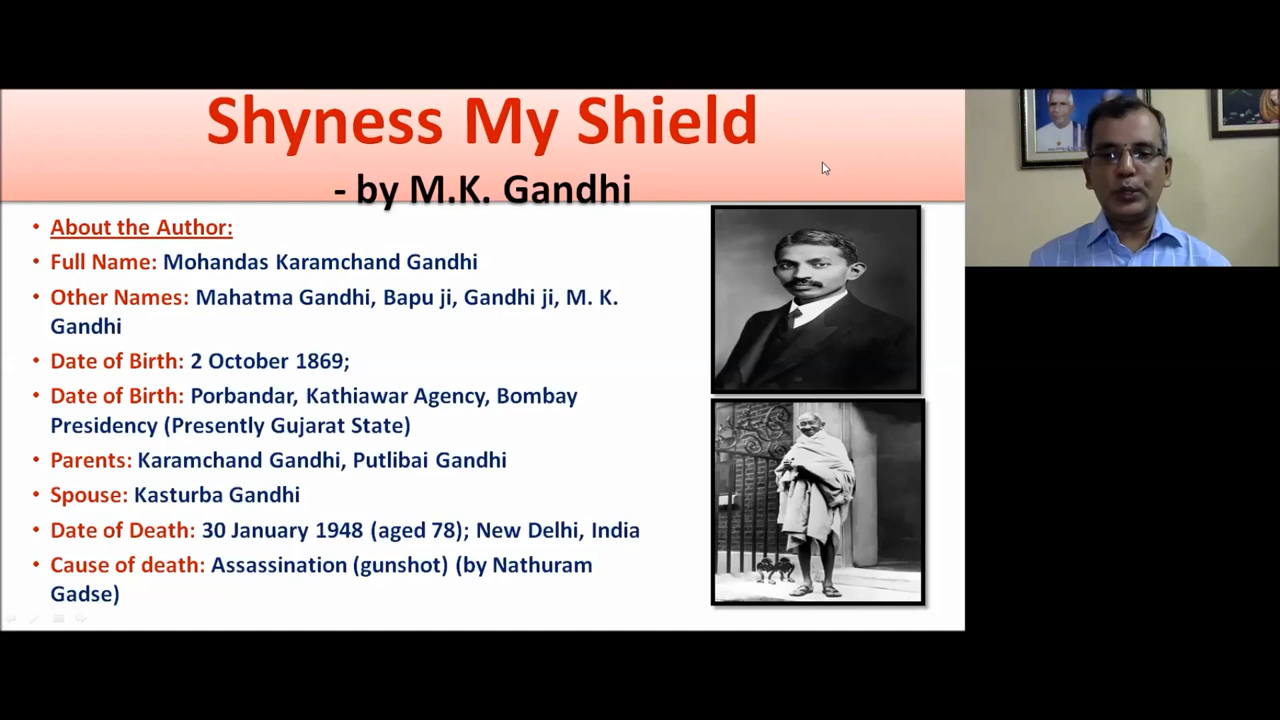 Shyness My Shield
- by M.K. Gandhi
• About the Author:
• Full Name: Mohandas Karamchand Gandhi
• Other Names: Mahatma Gandhi, Bapu ji, Gandhi ji, M. K.
Gandhi
• Date of Birth: 2 October 1869;
• Date of Birth: Porbandar, Kathiawar Agency, Bombay
Presidency (Presently Gujarat State)
• Parents: Karamchand Gandhi, Putlibai Gandhi
• Spouse: Kasturba Gandhi
• Date of Death: 30 January 1948 (aged 78); New Delhi, India
• Cause of death: Assassination (gunshot) (by Nathuram
Gadse)